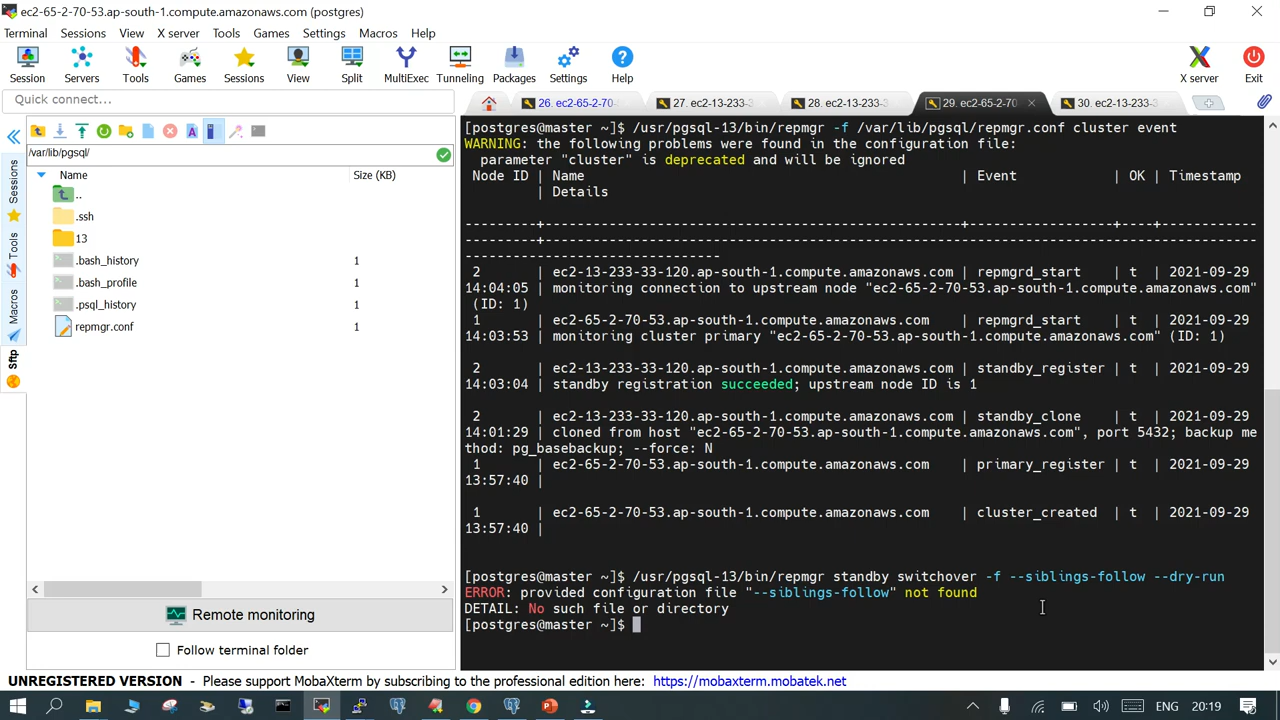 ec2-65-2-70-53.ap-south-1.compute.amazonaws.com (postgres)
Terminal Sessions View X server Tools Games Settings Macros Help
Session Servers Tools Games Sessions View Split MultiExec Tunneling Packages Settings Help X server Exit
Quick connect...
26. ec2-65-2-70- 27. ec2-13-233-3 28. ec2-13-233-3 29. ec2-65-2-70 30. ec2-13-233-3
/var/lib/pgsql/
Name Size (KB)
..
.ssh
13
.bash_history 1
.bash_profile 1
.psql_history 1
repmgr.conf 1
Sessions
Tools
Macros
Sftp
Remote monitoring
Follow terminal folder
[postgres@master ~]$ /usr/pgsql-13/bin/repmgr -f /var/lib/pgsql/repmgr.conf cluster event
WARNING: the following problems were found in the configuration file:
  parameter "cluster" is deprecated and will be ignored
 Node ID | Name                                            | Event              | OK | Timestamp
         | Details
---------+----------------------------------------------------+--------------------+----+------------
---------+--------------------------------------------------------------------------------
--------------------------------
 2       | ec2-13-233-33-120.ap-south-1.compute.amazonaws.com | repmgrd_start    | t  | 2021-09-29
14:04:05 | monitoring connection to upstream node "ec2-65-2-70-53.ap-south-1.compute.amazonaws.com"
 (ID: 1)
 1       | ec2-65-2-70-53.ap-south-1.compute.amazonaws.com    | repmgrd_start    | t  | 2021-09-29
14:03:53 | monitoring cluster primary "ec2-65-2-70-53.ap-south-1.compute.amazonaws.com" (ID: 1)
 2       | ec2-13-233-33-120.ap-south-1.compute.amazonaws.com | standby_register | t  | 2021-09-29
14:03:04 | standby registration succeeded; upstream node ID is 1
 2       | ec2-13-233-33-120.ap-south-1.compute.amazonaws.com | standby_clone    | t  | 2021-09-29
14:01:29 | cloned from host "ec2-65-2-70-53.ap-south-1.compute.amazonaws.com", port 5432; backup me
thod: pg_basebackup; --force: N
 1       | ec2-65-2-70-53.ap-south-1.compute.amazonaws.com    | primary_register | t  | 2021-09-29
13:57:40 |
 1       | ec2-65-2-70-53.ap-south-1.compute.amazonaws.com    | cluster_created  | t  | 2021-09-29
13:57:40 |
[postgres@master ~]$ /usr/pgsql-13/bin/repmgr standby switchover -f --siblings-follow --dry-run
ERROR: provided configuration file "--siblings-follow" not found
DETAIL: No such file or directory
[postgres@master ~]$
UNREGISTERED VERSION - Please support MobaXterm by subscribing to the professional edition here: https://mobaxterm.mobatek.net
ENG 20:19